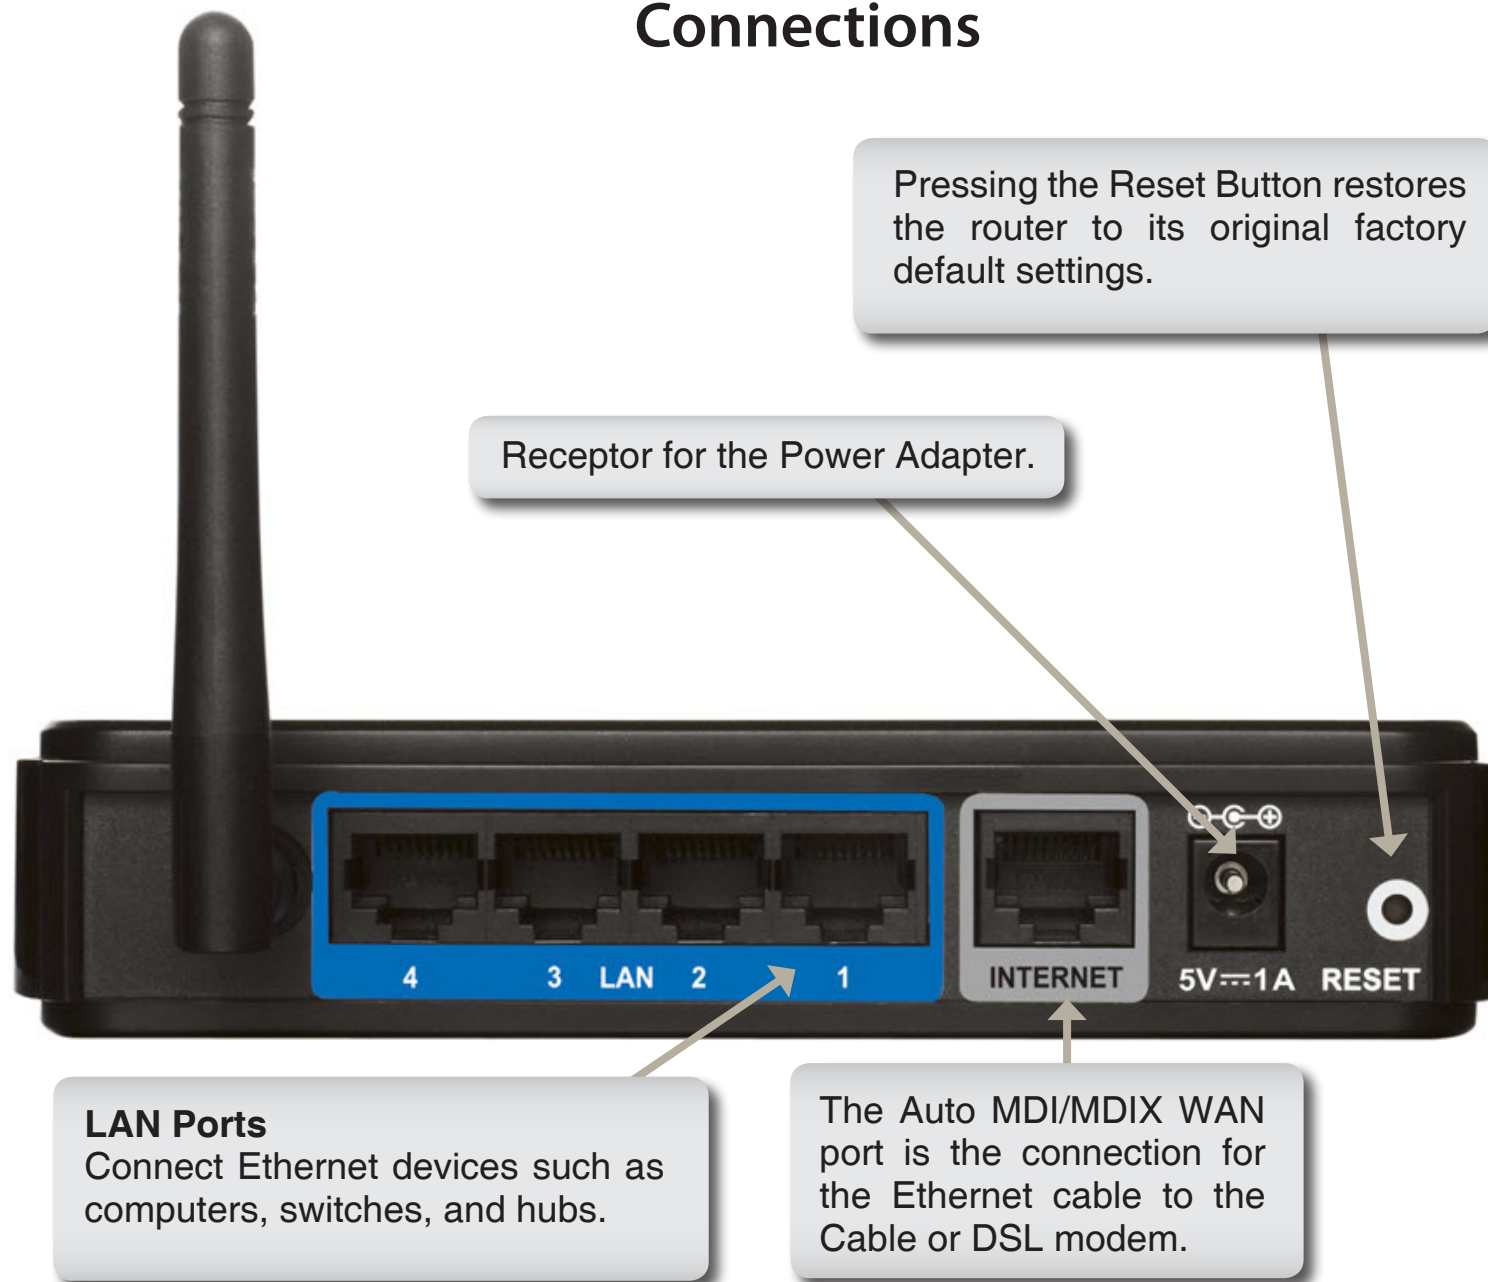 Connections
Pressing the Reset Button restores
the router to its original factory
default settings.
Receptor for the Power Adapter.
4 3 LAN 2 1
INTERNET
5V⎓1A
RESET
LAN Ports
Connect Ethernet devices such as
computers, switches, and hubs.
The Auto MDI/MDIX WAN
port is the connection for
the Ethernet cable to the
Cable or DSL modem.